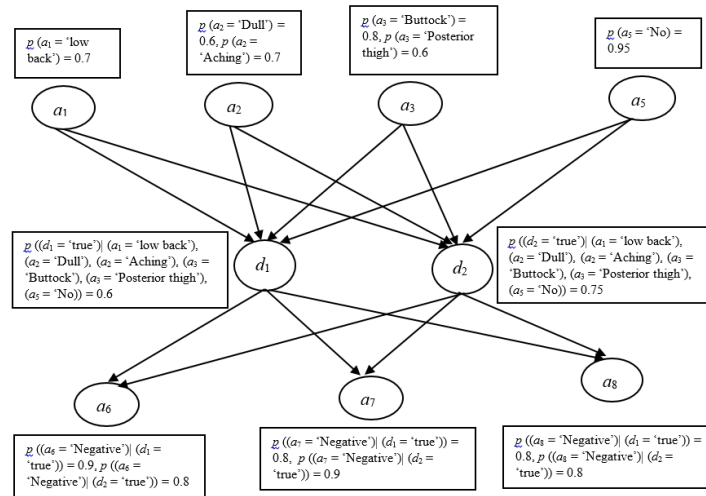 p (a1 = ‘low
back’) = 0.7
p (a2 = ‘Dull’) =
0.6, p (a2 =
‘Aching’) = 0.7
p (a3 = ‘Buttock’) =
0.8, p (a3 = ‘Posterior
thigh’) = 0.6
p (a5 = ‘No) =
0.95
a1
a2
a3
a5
p ((d1 = ‘true’)| (a1 = ‘low back’),
(a2 = ‘Dull’), (a2 = ‘Aching’), (a3 =
‘Buttock’), (a3 = ‘Posterior thigh’),
(a5 = ‘No)) = 0.6
d1
d2
p ((d2 = ‘true’)| (a1 = ‘low back’),
(a2 = ‘Dull’), (a2 = ‘Aching’), (a3 =
‘Buttock’), (a3 = ‘Posterior thigh’),
(a5 = ‘No)) = 0.75
a6
a7
a8
p ((a6 = ‘Negative’)| (d1 =
‘true’)) = 0.9, p ((a6 =
‘Negative’)| (d2 = ‘true’)) = 0.8
p ((a7 = ‘Negative’)| (d1 = ‘true’)) =
0.8, p ((a7 = ‘Negative’)| (d2 =
‘true’)) = 0.9
p ((a8 = ‘Negative’)| (d1 = ‘true’)) =
0.8, p ((a8 = ‘Negative’)| (d2 =
‘true’)) = 0.8